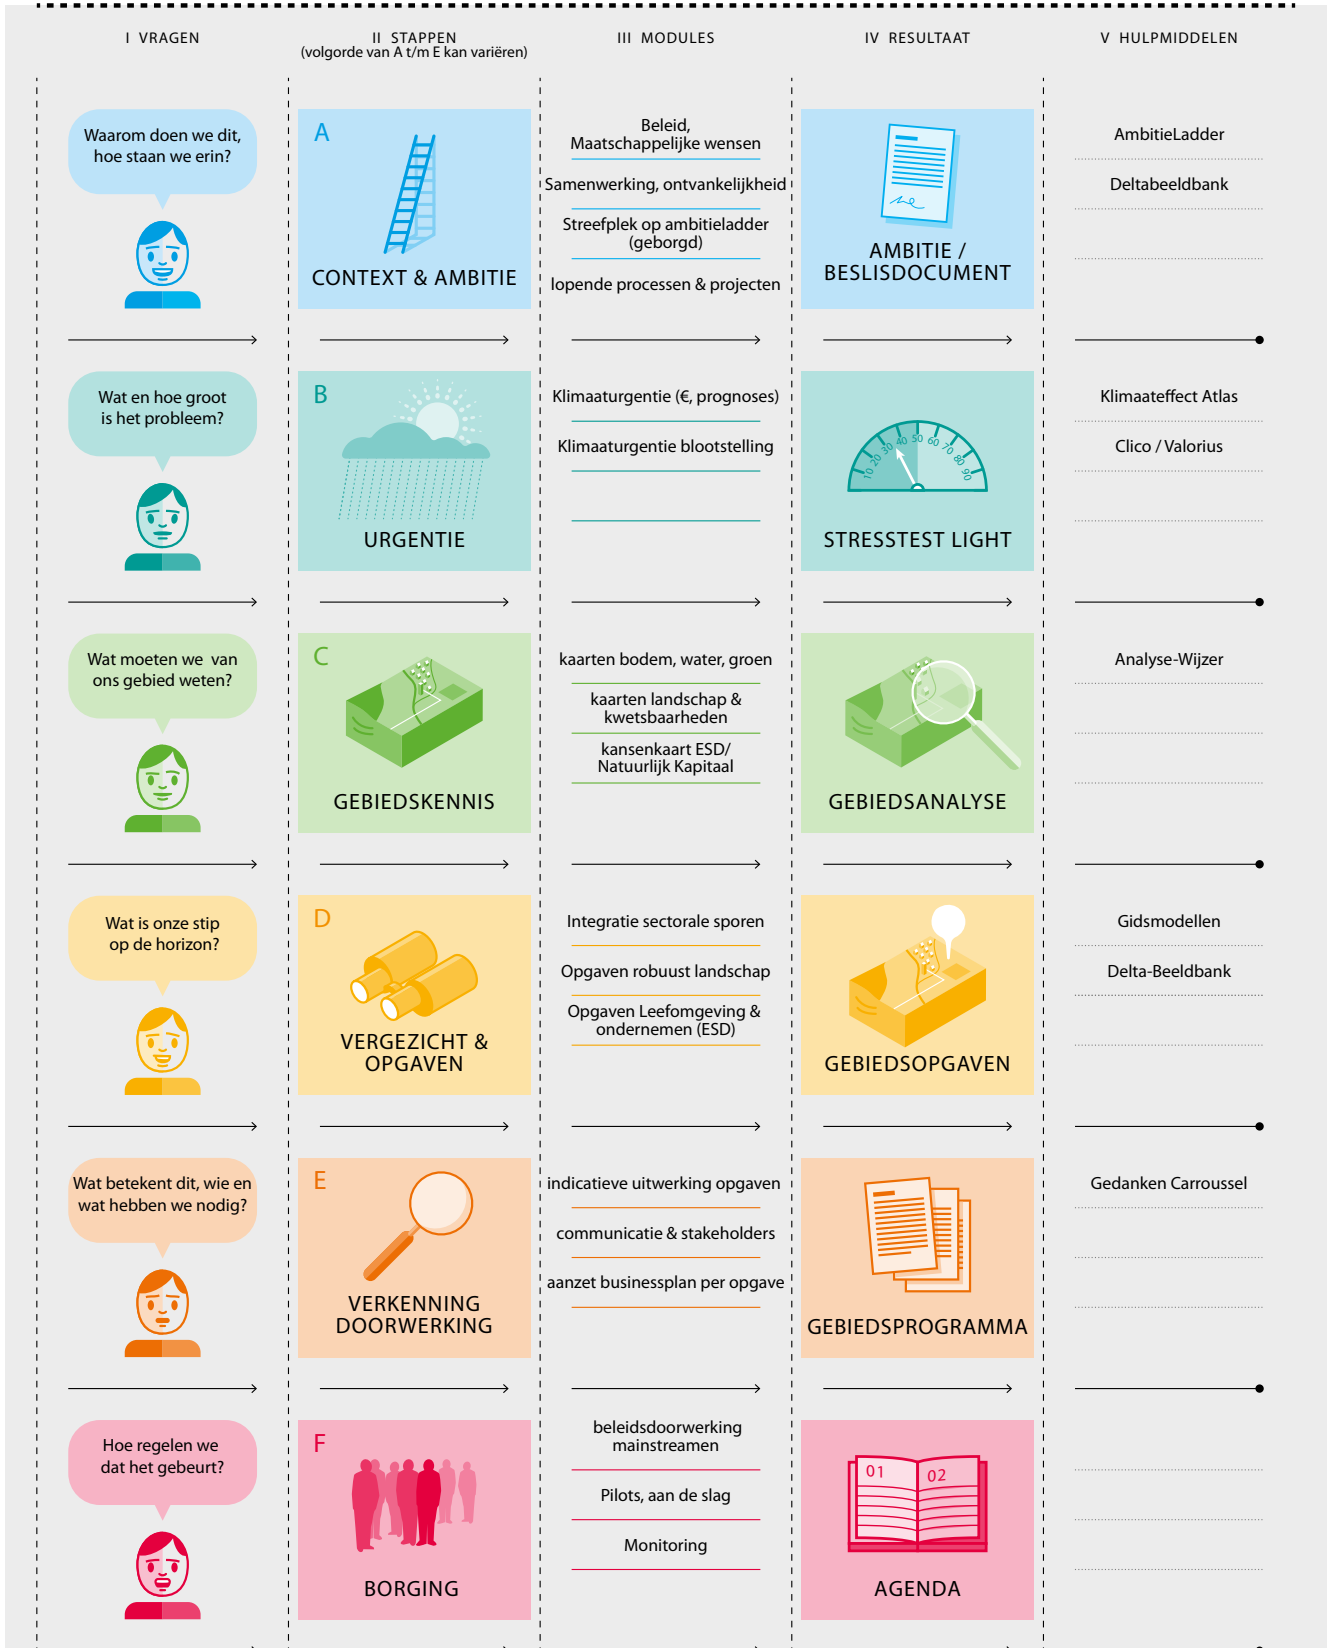 I VRAGEN
II STAPPEN
(volgorde van A t/m E kan variëren)
III MODULES
IV RESULTAAT
V HULPMIDDELEN
Waarom doen we dit,
hoe staan we erin?
A
CONTEXT & AMBITIE
Beleid,
Maatschappelijke wensen
Samenwerking, ontvankelijkheid
Streefplek op ambitieladder
(geborgd)
lopende processen & projecten
AMBITIE /
BESLISDOCUMENT
AmbitieLadder
Deltabeeldbank
Wat en hoe groot
is het probleem?
B
URGENTIE
Klimaaturgentie (€, prognoses)
Klimaaturgentie blootstelling
10 20 30 40 50 60 70 80 90
STRESSTEST LIGHT
Klimaateffect Atlas
Clico / Valorius
Wat moeten we van
ons gebied weten?
C
GEBIEDSKENNIS
kaarten bodem, water, groen
kaarten landschap &
kwetsbaarheden
kansenkaart ESD/
Natuurlijk Kapitaal
GEBIEDSANALYSE
Analyse-Wijzer
Wat is onze stip
op de horizon?
D
VERGEZICHT &
OPGAVEN
Integratie sectorale sporen
Opgaven robuust landschap
Opgaven Leefomgeving &
ondernemen (ESD)
GEBIEDSOPGAVEN
Gidsmodellen
Delta-Beeldbank
Wat betekent dit, wie en
wat hebben we nodig?
E
VERKENNING
DOORWERKING
indicatieve uitwerking opgaven
communicatie & stakeholders
aanzet businessplan per opgave
GEBIEDSPROGRAMMA
Gedanken Carroussel
Hoe regelen we
dat het gebeurt?
F
BORGING
beleidsdoorwerking
mainstreamen
Pilots, aan de slag
Monitoring
01 02
AGENDA